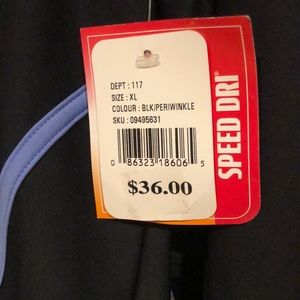 DEPT : 117
SIZE : XL
COLOUR : BLK/PERIWINKLE
SKU : 09495631
0 86323 18606 5
$36.00
SPEED DRI